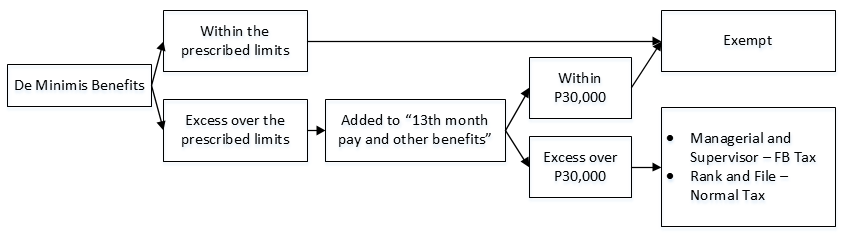 De Minimis Benefits
Within the
prescribed limits
Excess over the
prescribed limits
Added to “13th month
pay and other benefits”
Within
P30,000
Excess over
P30,000
Exempt
• Managerial and
Supervisor – FB Tax
• Rank and File –
Normal Tax